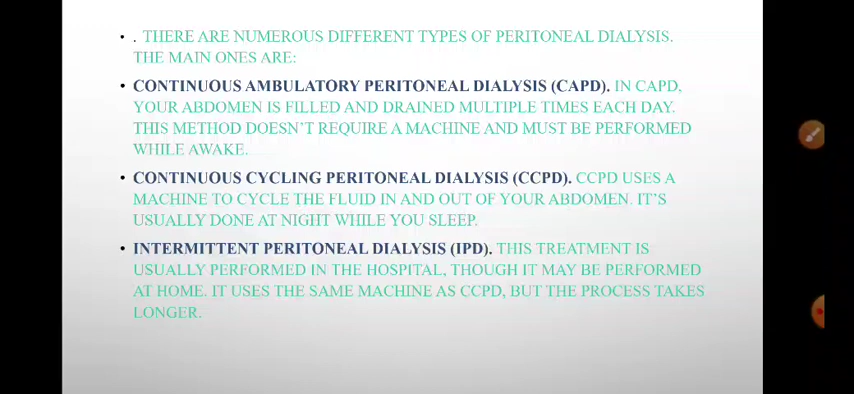 • . THERE ARE NUMEROUS DIFFERENT TYPES OF PERITONEAL DIALYSIS.
THE MAIN ONES ARE:
• CONTINUOUS AMBULATORY PERITONEAL DIALYSIS (CAPD). IN CAPD,
YOUR ABDOMEN IS FILLED AND DRAINED MULTIPLE TIMES EACH DAY.
THIS METHOD DOESN'T REQUIRE A MACHINE AND MUST BE PERFORMED
WHILE AWAKE.
• CONTINUOUS CYCLING PERITONEAL DIALYSIS (CCPD). CCPD USES A
MACHINE TO CYCLE THE FLUID IN AND OUT OF YOUR ABDOMEN. IT'S
USUALLY DONE AT NIGHT WHILE YOU SLEEP.
• INTERMITTENT PERITONEAL DIALYSIS (IPD). THIS TREATMENT IS
USUALLY PERFORMED IN THE HOSPITAL, THOUGH IT MAY BE PERFORMED
AT HOME. IT USES THE SAME MACHINE AS CCPD, BUT THE PROCESS TAKES
LONGER.